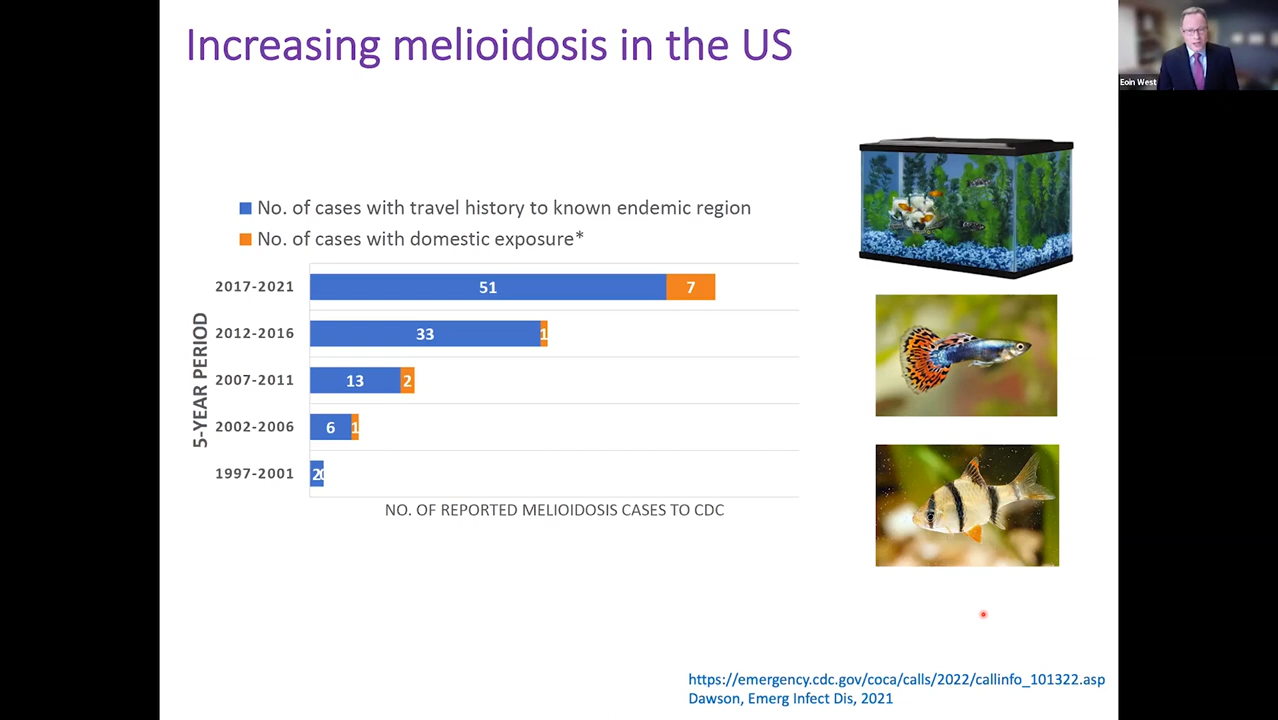 Increasing melioidosis in the US
Eoin West
No. of cases with travel history to known endemic region
No. of cases with domestic exposure*
5-YEAR PERIOD
2017-2021 51 7
2012-2016 33 1
2007-2011 13 2
2002-2006 6 1
1997-2001 2 0
NO. OF REPORTED MELIOIDOSIS CASES TO CDC
https://emergency.cdc.gov/coca/calls/2022/callinfo_101322.asp
Dawson, Emerg Infect Dis, 2021